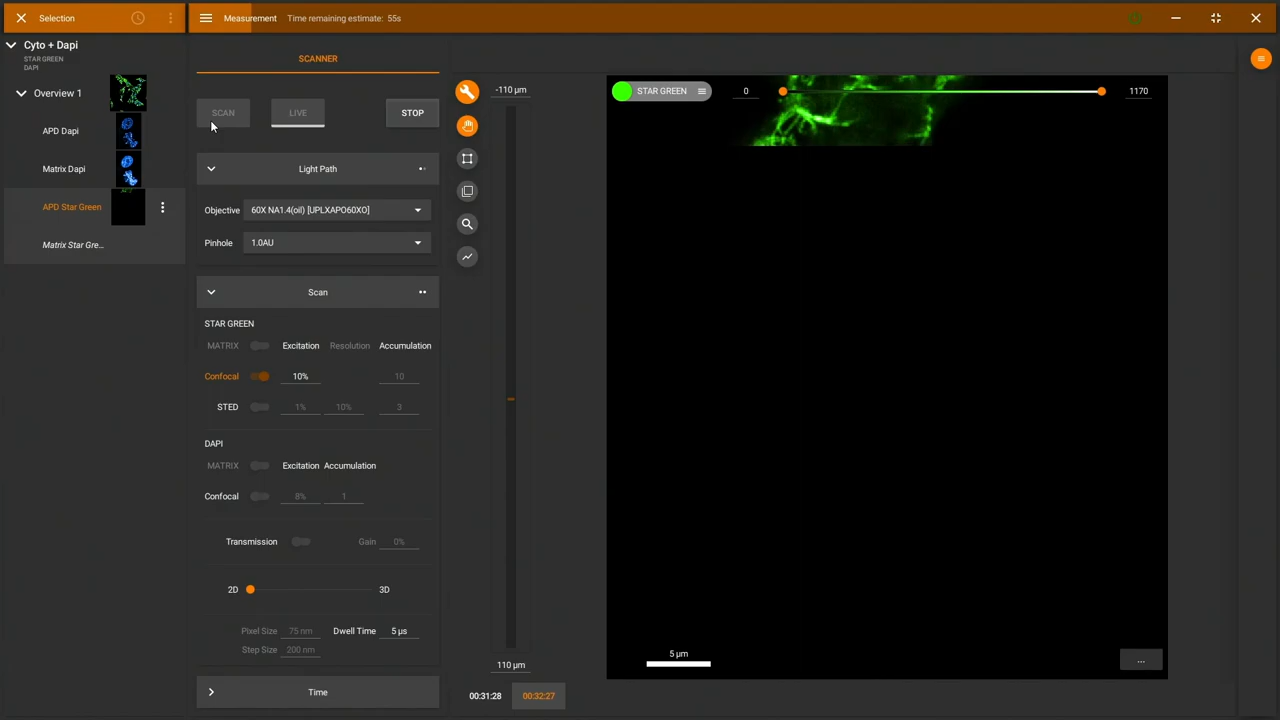 Selection
Measurement Time remaining estimate: 55s
Cyto + Dapi
STAR GREEN
DAPI
Overview 1
APD Dapi
Matrix Dapi
APD Star Green
Matrix Star Gre...
SCANNER
SCAN LIVE STOP
Light Path
Objective 60X NA1.4(oil) [UPLXAPO60XO]
Pinhole 1.0AU
Scan
STAR GREEN
MATRIX Excitation Resolution Accumulation
Confocal 10% 10
STED 1% 10% 3
DAPI
MATRIX Excitation Accumulation
Confocal 8% 1
Transmission Gain 0%
2D 3D
Pixel Size 75 nm Dwell Time 5 µs
Step Size 200 nm
Time
-110 µm
110 µm
00:31:28 00:32:27
STAR GREEN 0 1170
5 µm
...